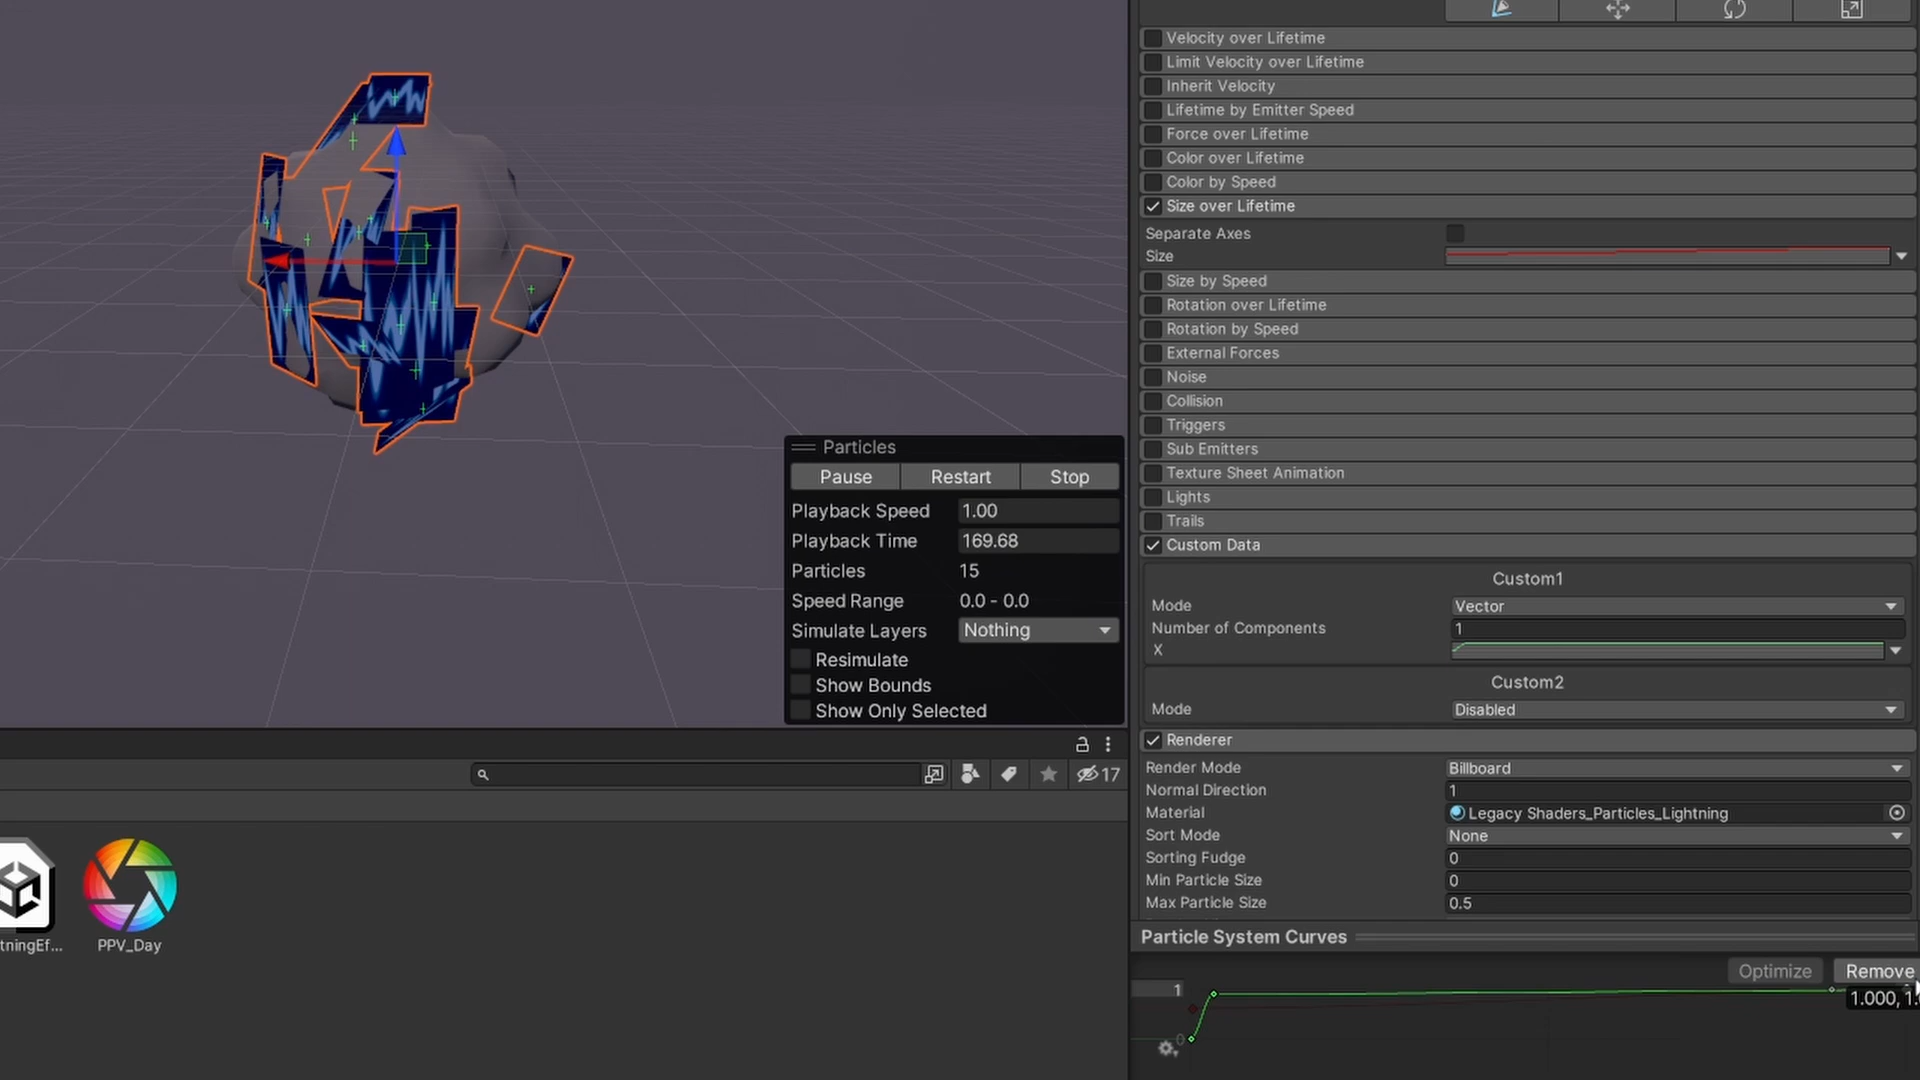 Velocity over Lifetime
Limit Velocity over Lifetime
Inherit Velocity
Lifetime by Emitter Speed
Force over Lifetime
Color over Lifetime
Color by Speed
Size over Lifetime
Separate Axes
Size
Size by Speed
Rotation over Lifetime
Rotation by Speed
External Forces
Noise
Collision
Triggers
Sub Emitters
Texture Sheet Animation
Lights
Trails
Custom Data
Custom1
Mode Vector
Number of Components 1
X
Custom2
Mode Disabled
Renderer
Render Mode Billboard
Normal Direction 1
Material Legacy Shaders_Particles_Lightning
Sort Mode None
Sorting Fudge 0
Min Particle Size 0
Max Particle Size 0.5
Particle System Curves
Optimize Remove
1
1.000, 1.
0
Particles
Pause Restart Stop
Playback Speed 1.00
Playback Time 169.68
Particles 15
Speed Range 0.0 - 0.0
Simulate Layers Nothing
Resimulate
Show Bounds
Show Only Selected
17
tningEf... PPV_Day